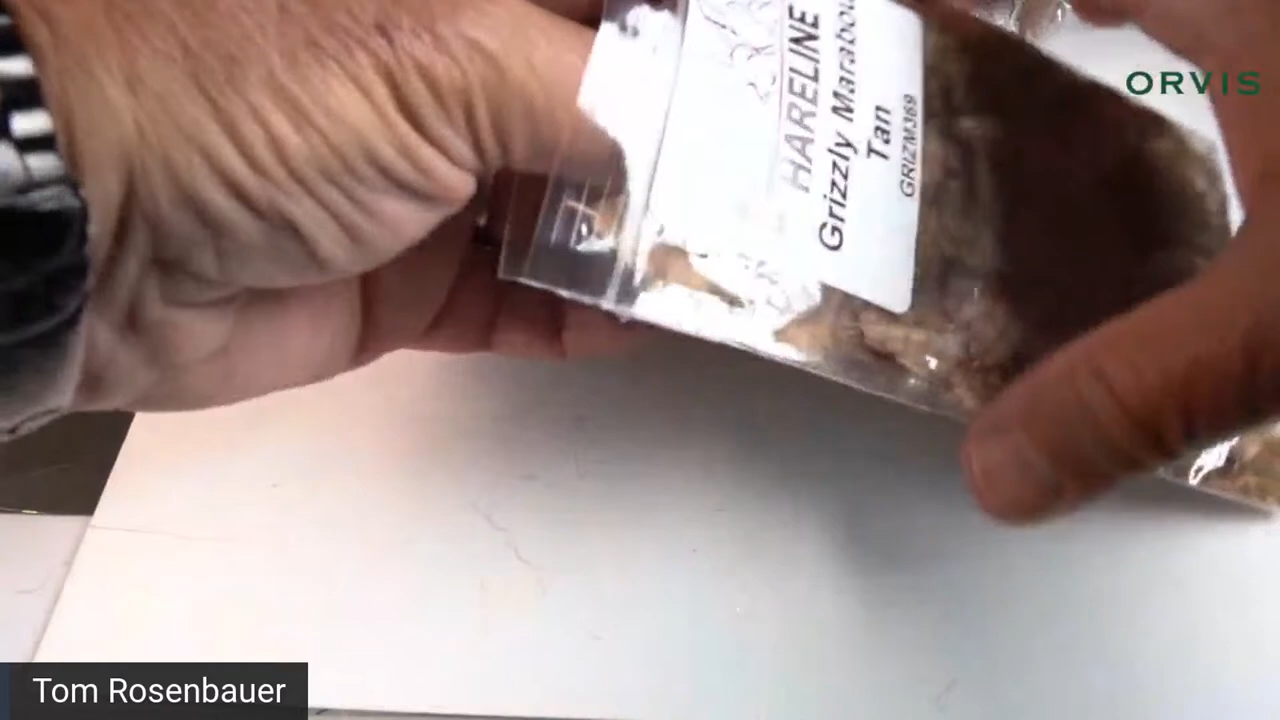 ORVIS
HARELINE
Grizzly Marabou
Tan
GRIZM369
Tom Rosenbauer